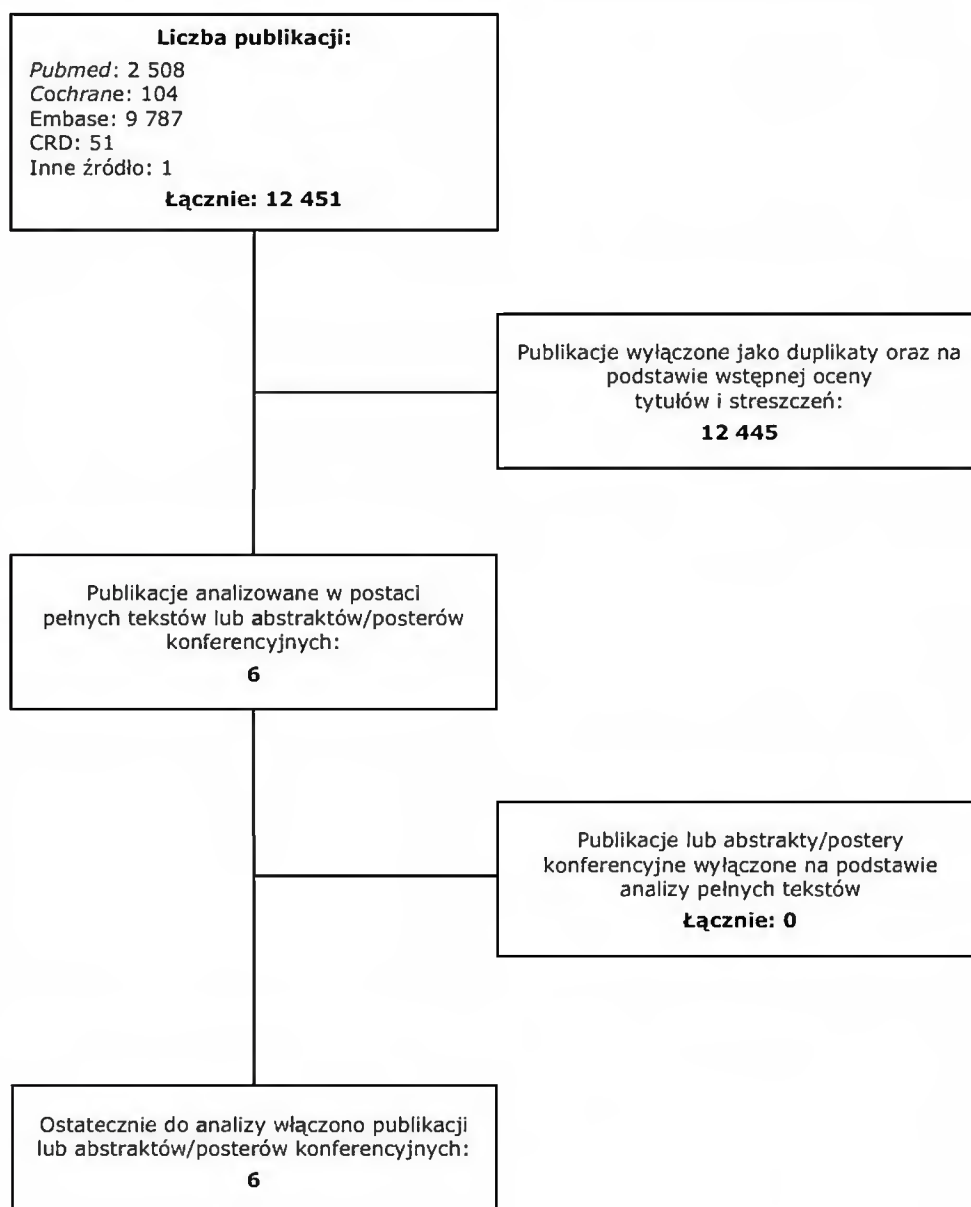 Liczba publikacji:
Pubmed: 2 508
Cochrane: 104
Embase: 9 787
CRD: 51
Inne źródło: 1
Łącznie: 12 451
Publikacje wyłączone jako duplikaty oraz na
podstawie wstępnej oceny
tytułów i streszczeń:
12 445
Publikacje analizowane w postaci
pełnych tekstów lub abstraktów/posterów
konferencyjnych:
6
Publikacje lub abstrakty/postery
konferencyjne wyłączone na podstawie
analizy pełnych tekstów
Łącznie: 0
Ostatecznie do analizy włączono publikacji
lub abstraktów/posterów konferencyjnych:
6